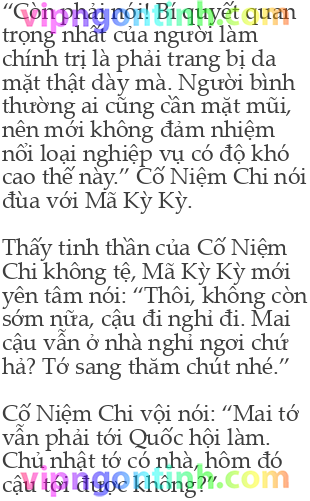 “Còn phải nói! Bí quyết quan
trọng nhất của người làm
chính trị là phải trang bị da
mặt thật dày mà. Người bình
thường ai cũng cần mặt mũi,
nên mới không đảm nhiệm
nổi loại nghiệp vụ có độ khó
cao thế này.” Cố Niệm Chi nói
đùa với Mã Kỳ Kỳ.
Thấy tinh thần của Cố Niệm
Chi không tệ, Mã Kỳ Kỳ mới
yên tâm nói: “Thôi, không còn
sớm nữa, cậu đi nghỉ đi. Mai
cậu vẫn ở nhà nghỉ ngơi chứ
hả? Tớ sang thăm chút nhé.”
Cố Niệm Chi vội nói: “Mai tớ
vẫn phải tới Quốc hội làm.
Chủ nhật tớ có nhà, hôm đó
cậu tới được không?”
vipngontinh.com
vipngontinh.com